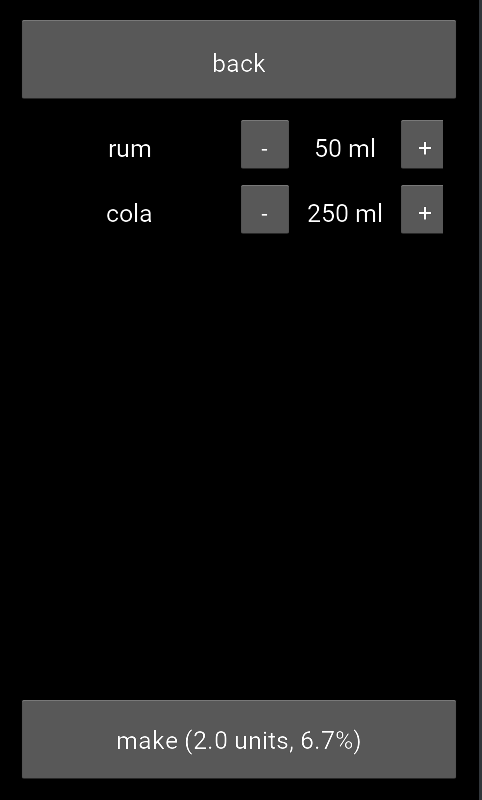 back
rum - 50 ml +
cola - 250 ml +
make (2.0 units, 6.7%)